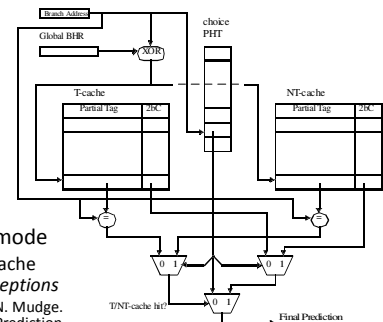 Branch Address
choice
PHT
Global BHR
XOR
T-cache
NT-cache
Partial Tag 2bC
Partial Tag 2bC
=
=
mode
ache
eptions
N. Mudge.
Prediction
0 1
0 1
T/NT-cache hit?
0 1
Final Prediction